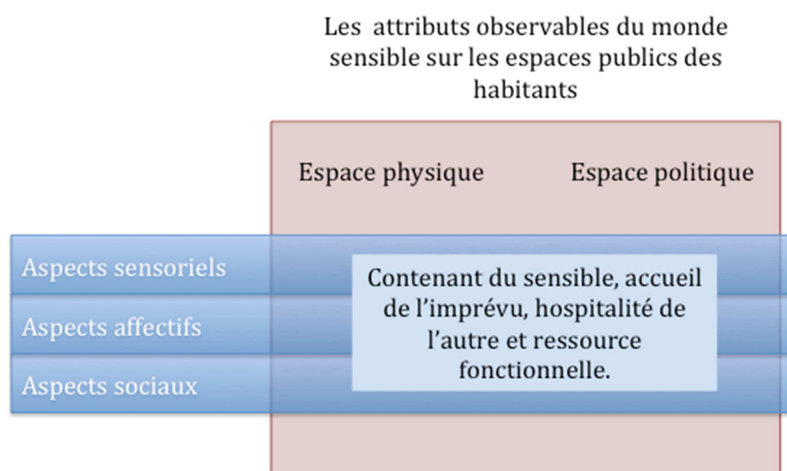 Les attributs observables du monde
sensible sur les espaces publics des
habitants
Espace physique
Espace politique
Aspects sensoriels
Aspects affectifs
Aspects sociaux
Contenant du sensible, accueil
de l’imprévu, hospitalité de
l’autre et ressource
fonctionnelle.